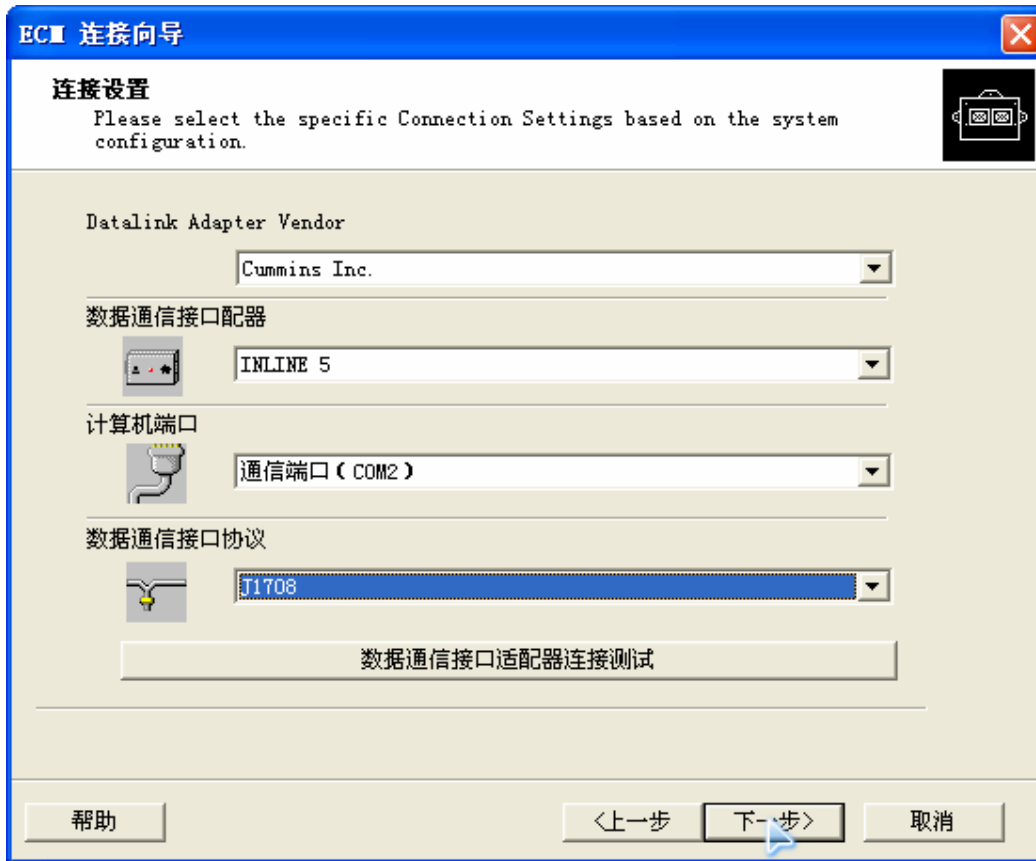 ECM 连接向导
连接设置
Please select the specific Connection Settings based on the system
configuration.
Datalink Adapter Vendor
Cummins Inc.
数据通信接口配器
INLINE 5
计算机端口
通信端口(COM2)
数据通信接口协议
J1708
数据通信接口适配器连接测试
帮助
<上一步
下一步>
取消